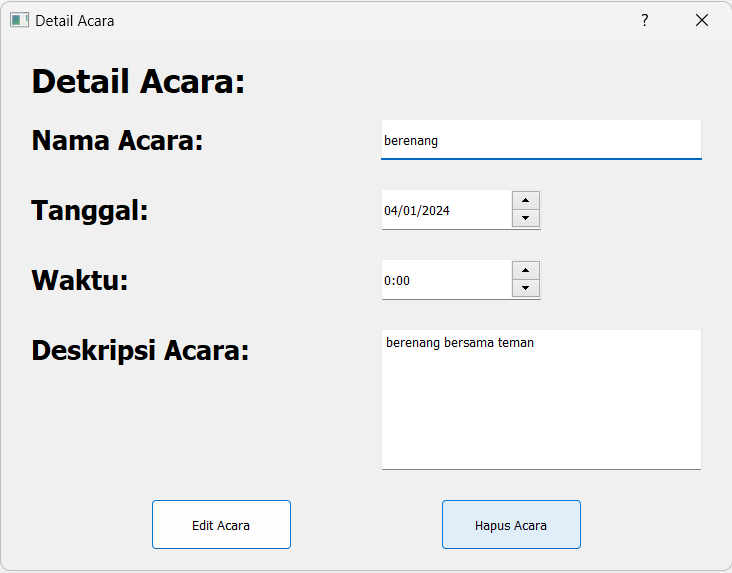 Detail Acara
?
Detail Acara:
Nama Acara:
berenang
Tanggal:
04/01/2024
Waktu:
0:00
Deskripsi Acara:
berenang bersama teman
Edit Acara
Hapus Acara